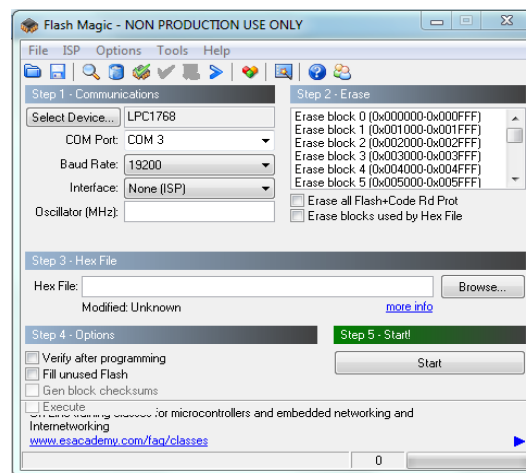 Flash Magic - NON PRODUCTION USE ONLY
File ISP Options Tools Help
Step 1 - Communications
Select Device... LPC1768
COM Port: COM 3
Baud Rate: 19200
Interface: None (ISP)
Oscillator (MHz):
Step 2 - Erase
Erase block 0 (0x000000-0x000FFF)
Erase block 1 (0x001000-0x001FFF)
Erase block 2 (0x002000-0x002FFF)
Erase block 3 (0x003000-0x003FFF)
Erase block 4 (0x004000-0x004FFF)
Erase block 5 (0x005000-0x005FFF)
Erase all Flash+Code Rd Prot
Erase blocks used by Hex File
Step 3 - Hex File
Hex File: Browse...
Modified: Unknown more info
Step 4 - Options
Verify after programming
Fill unused Flash
Gen block checksums
Execute
Step 5 - Start!
Start
for microcontrollers and embedded networking and
Internetworking
www.esacademy.com/faq/classes
0